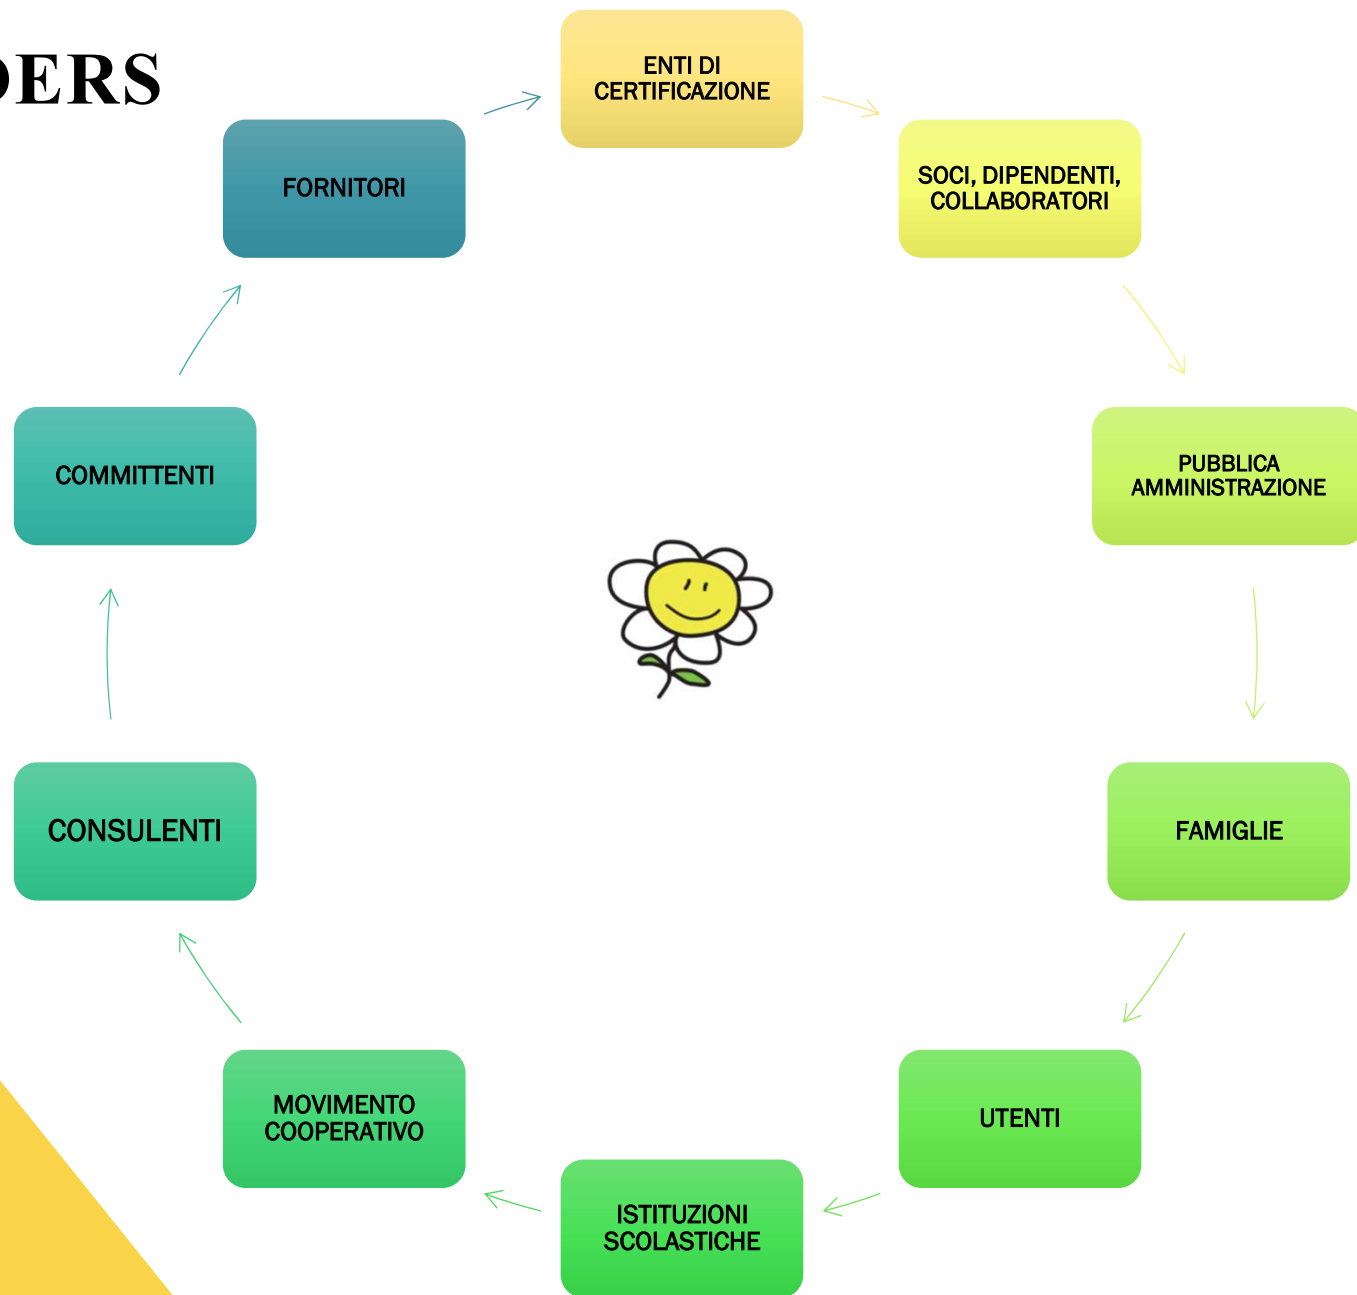 DERS
ENTI DI
CERTIFICAZIONE
SOCI, DIPENDENTI,
COLLABORATORI
PUBBLICA
AMMINISTRAZIONE
FAMIGLIE
UTENTI
ISTITUZIONI
SCOLASTICHE
MOVIMENTO
COOPERATIVO
CONSULENTI
COMMITTENTI
FORNITORI